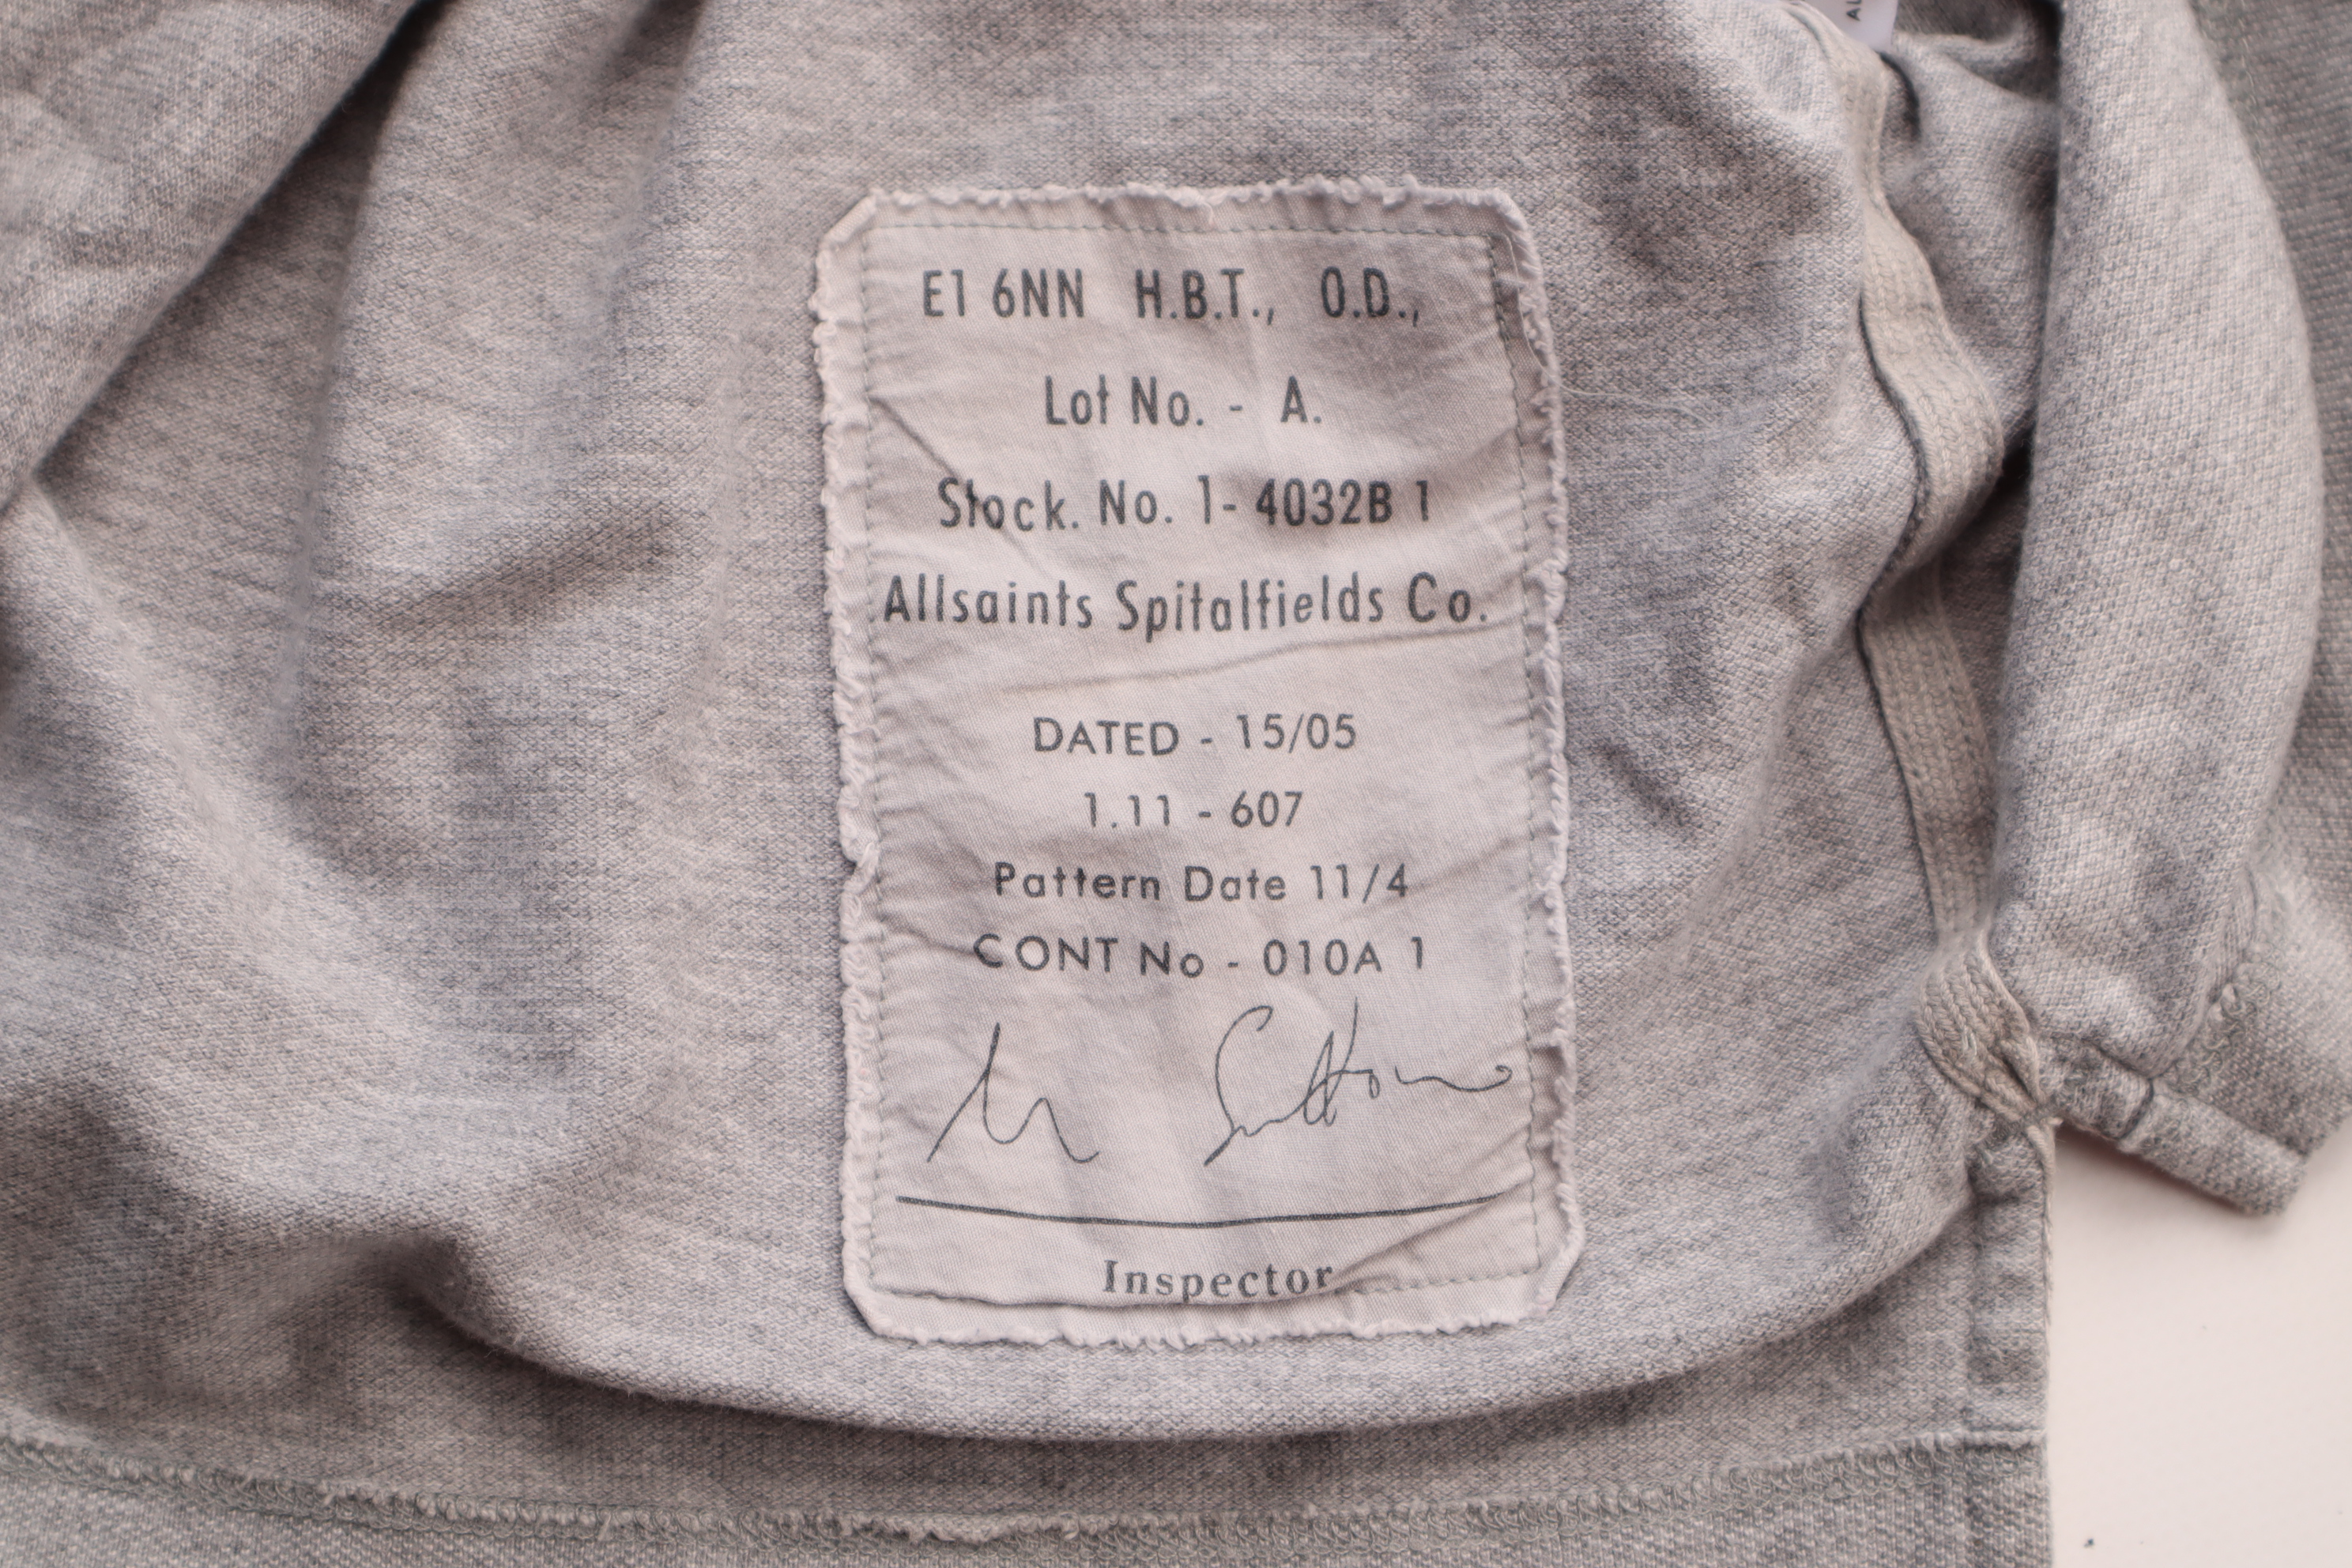 E1 6NN H.B.T., O.D.,
Lot No. - A.
Stock. No. 1- 4032B 1
Allsaints Spitalfields Co.
DATED - 15/05
1.11 - 607
Pattern Date 11/4
CONT No - 010A 1
Inspector